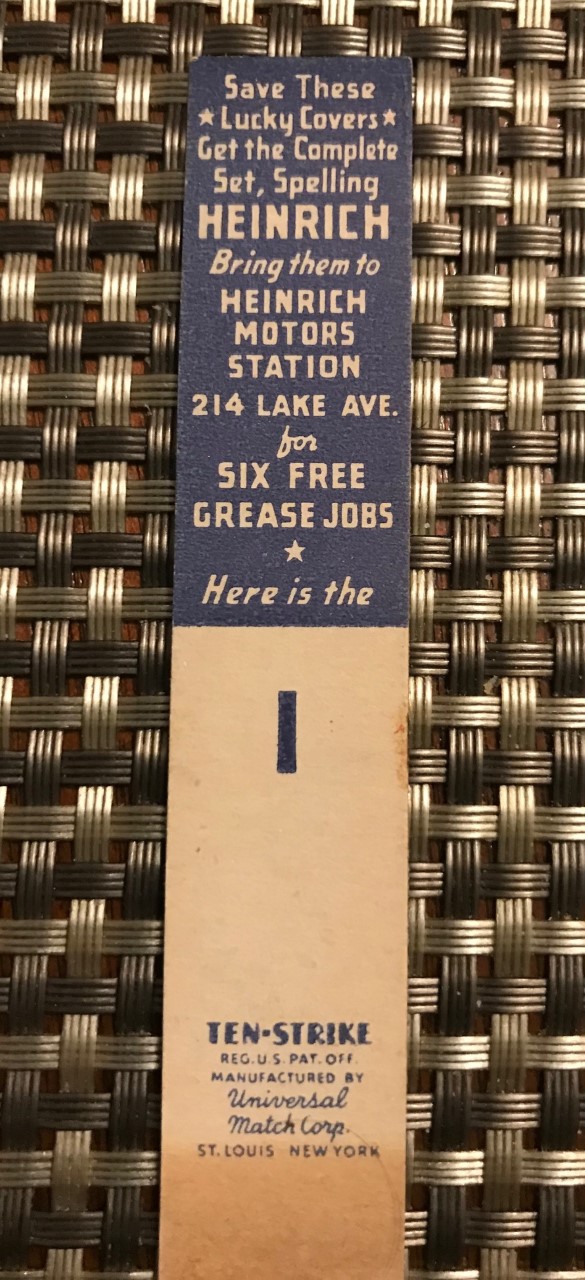 Save These
★ Lucky Covers ★
Get the Complete
Set, Spelling
HEINRICH
Bring them to
HEINRICH
MOTORS
STATION
214 LAKE AVE.
for
SIX FREE
GREASE JOBS
★
Here is the
I
TEN-STRIKE
REG. U.S. PAT. OFF.
MANUFACTURED BY
Universal
Match Corp.
ST. LOUIS NEW YORK